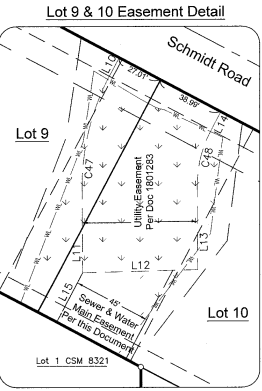 Lot 9 & 10 Easement Detail
Schmidt Road
L10
27.01'
38.99'
L14
Lot 9
C47
C48
Utility Easement
Per Doc 1801283
L11
L13
L12
L15
45'
Sewer & Water
Main Easement
Per this Document
Lot 10
Lot 1 CSM 8321